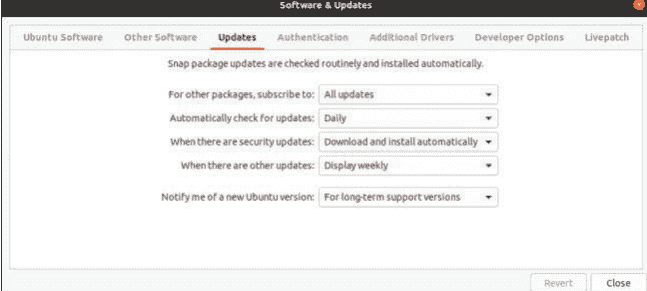 Software & Updates
Ubuntu Software Other Software Updates Authentication Additional Drivers Developer Options Livepatch
Snap package updates are checked routinely and installed automatically.
For other packages, subscribe to: All updates
Automatically check for updates: Daily
When there are security updates: Download and install automatically
When there are other updates: Display weekly
Notify me of a new Ubuntu version: For long-term support versions
Revert Close